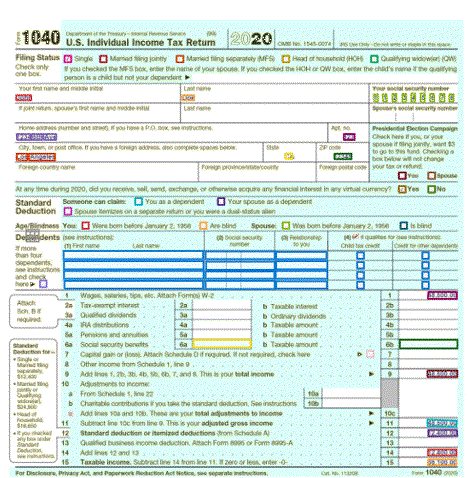 Form 1040 Department of the Treasury—Internal Revenue Service (99) U.S. Individual Income Tax Return 2020 OMB No. 1545-0074 IRS Use Only—Do not write or staple in this space.
Filing Status Single Married filing jointly Married filing separately (MFS) Head of household (HOH) Qualifying widow(er) (QW)
Check only one box.
If you checked the MFS box, enter the name of your spouse. If you checked the HOH or QW box, enter the child's name if the qualifying
person is a child but not your dependent ▶
Your first name and middle initial Last name Your social security number
If joint return, spouse's first name and middle initial Last name Spouse's social security number
Home address (number and street). If you have a P.O. box, see instructions. Apt. no.
City, town, or post office. If you have a foreign address, also complete spaces below. State ZIP code
Foreign country name Foreign province/state/county Foreign postal code
Presidential Election Campaign
Check here if you, or your
spouse if filing jointly, want $3
to go to this fund. Checking a
box below will not change
your tax or refund.
You Spouse
At any time during 2020, did you receive, sell, send, exchange, or otherwise acquire any financial interest in any virtual currency? Yes No
Standard Deduction
Someone can claim: You as a dependent Your spouse as a dependent
Spouse itemizes on a separate return or you were a dual-status alien
Age/Blindness You: Were born before January 2, 1956 Are blind Spouse: Was born before January 2, 1956 Is blind
Dependents (see instructions): (2) Social security number (3) Relationship to you (4) ✔ if qualifies for (see instructions):
(1) First name Last name Child tax credit Credit for other dependents
If more
than four
dependents,
see instructions
and check
here ▶
Attach
Sch. B if
required.
1 Wages, salaries, tips, etc. Attach Form(s) W-2 1
2a Tax-exempt interest 2a b Taxable interest 2b
3a Qualified dividends 3a b Ordinary dividends 3b
4a IRA distributions 4a b Taxable amount 4b
5a Pensions and annuities 5a b Taxable amount 5b
6a Social security benefits 6a b Taxable amount 6b
Standard
Deduction for—
• Single or
Married filing
separately,
$12,400
• Married filing
jointly or
Qualifying
widow(er),
$24,800
• Head of
household,
$18,650
• If you checked
any box under
Standard
Deduction,
see instructions.
7 Capital gain or (loss). Attach Schedule D if required. If not required, check here ▶ 7
8 Other income from Schedule 1, line 9 8
9 Add lines 1, 2b, 3b, 4b, 5b, 6b, 7, and 8. This is your total income ▶ 9
10 Adjustments to income:
a From Schedule 1, line 22 10a
b Charitable contributions if you take the standard deduction. See instructions 10b
c Add lines 10a and 10b. These are your total adjustments to income ▶ 10c
11 Subtract line 10c from line 9. This is your adjusted gross income ▶ 11
12 Standard deduction or itemized deductions (from Schedule A) 12
13 Qualified business income deduction. Attach Form 8995 or Form 8995-A 13
14 Add lines 12 and 13 14
15 Taxable income. Subtract line 14 from line 11. If zero or less, enter -0- 15
For Disclosure, Privacy Act, and Paperwork Reduction Act Notice, see separate instructions. Cat. No. 11320B Form 1040 (2020)